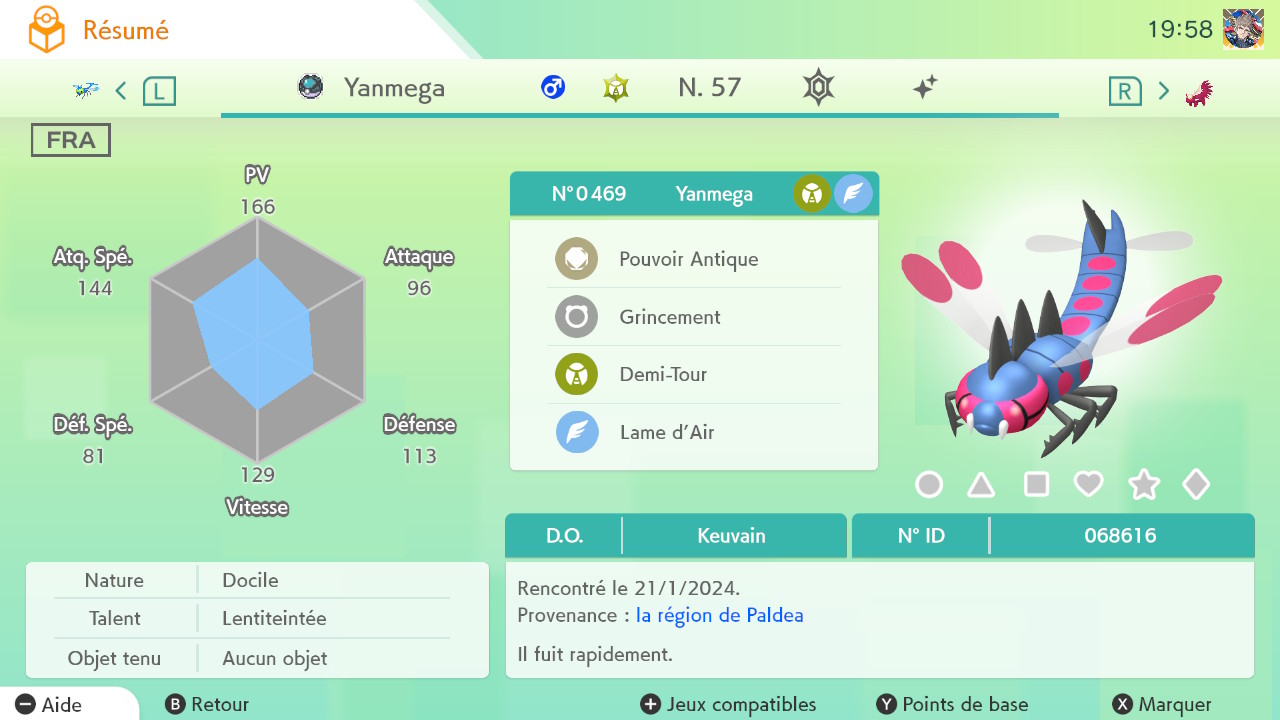 Résumé
19:58
L
Yanmega
N. 57
R
FRA
PV
166
Atq. Spé.
144
Attaque
96
Déf. Spé.
81
Défense
113
129
Vitesse
N° 0469 Yanmega
Pouvoir Antique
Grincement
Demi-Tour
Lame d'Air
D.O. Keuvain
N° ID 068616
Nature Docile
Talent Lentiteintée
Objet tenu Aucun objet
Rencontré le 21/1/2024.
Provenance : la région de Paldea
Il fuit rapidement.
Aide
B Retour
Jeux compatibles
Y Points de base
X Marquer